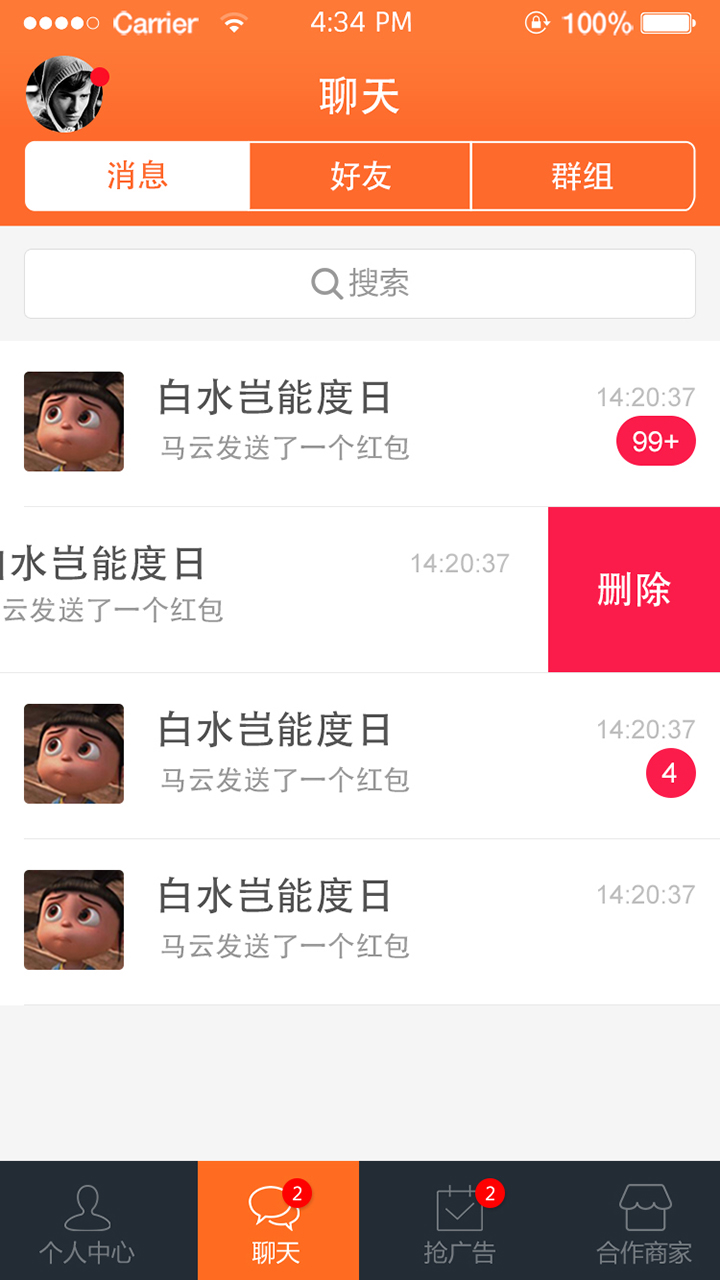 Carrier 4:34 PM 100%
聊天
消息 好友 群组
搜索
白水岂能度日 14:20:37
马云发送了一个红包 99+
白水岂能度日 14:20:37
云发送了一个红包
删除
白水岂能度日 14:20:37
马云发送了一个红包 4
白水岂能度日 14:20:37
马云发送了一个红包
2 2
个人中心 聊天 抢广告 合作商家